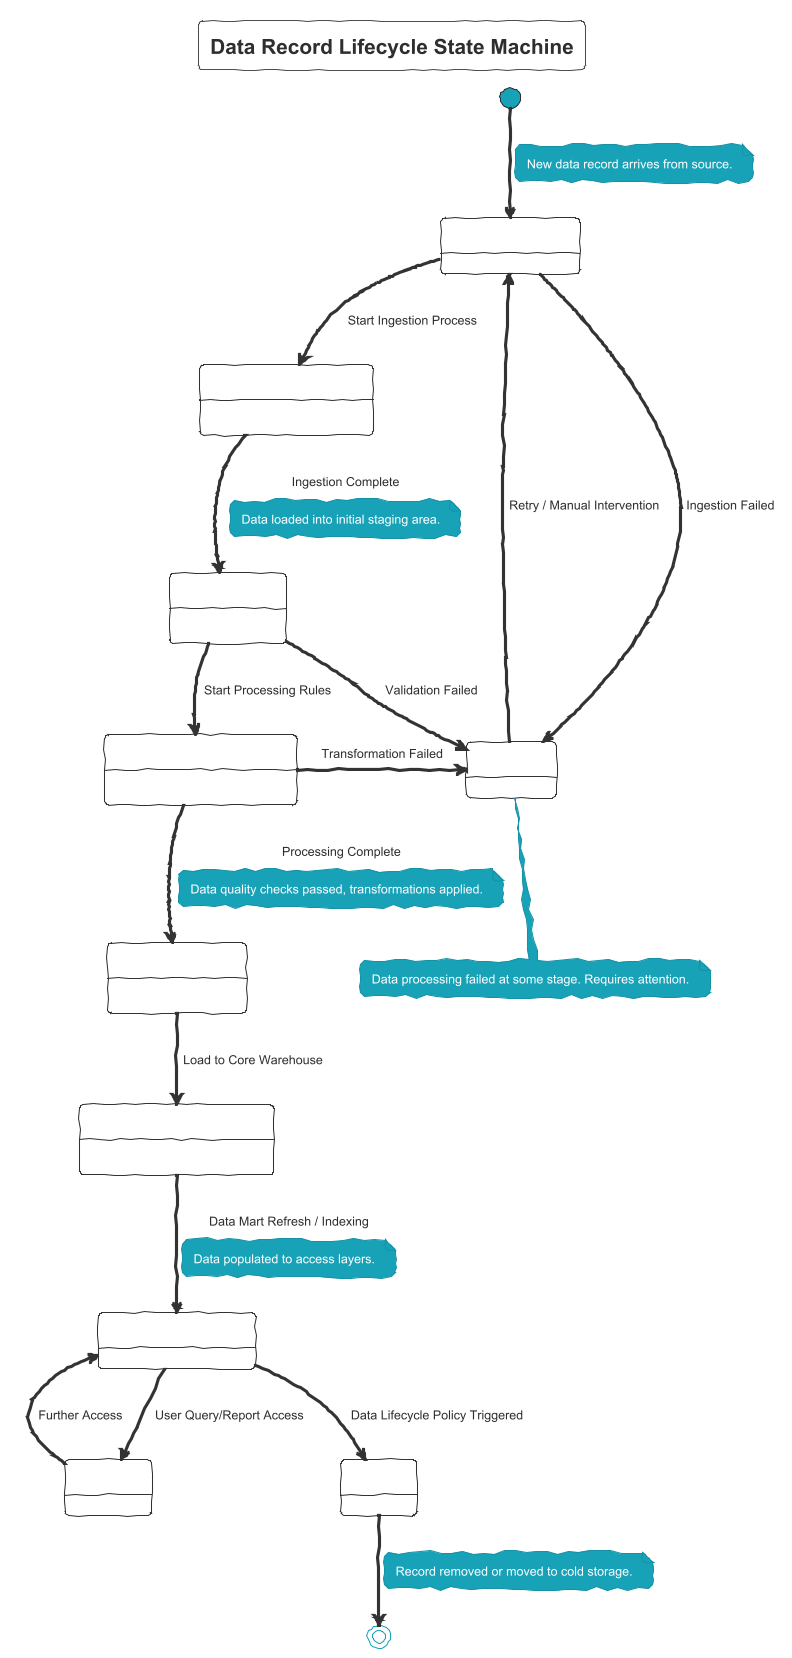 Data Record Lifecycle State Machine
New data record arrives from source.
Start Ingestion Process
Ingestion Complete
Data loaded into initial staging area.
Retry / Manual Intervention
Ingestion Failed
Start Processing Rules
Validation Failed
Transformation Failed
Processing Complete
Data quality checks passed, transformations applied.
Data processing failed at some stage. Requires attention.
Load to Core Warehouse
Data Mart Refresh / Indexing
Data populated to access layers.
Further Access
User Query/Report Access
Data Lifecycle Policy Triggered
Record removed or moved to cold storage.